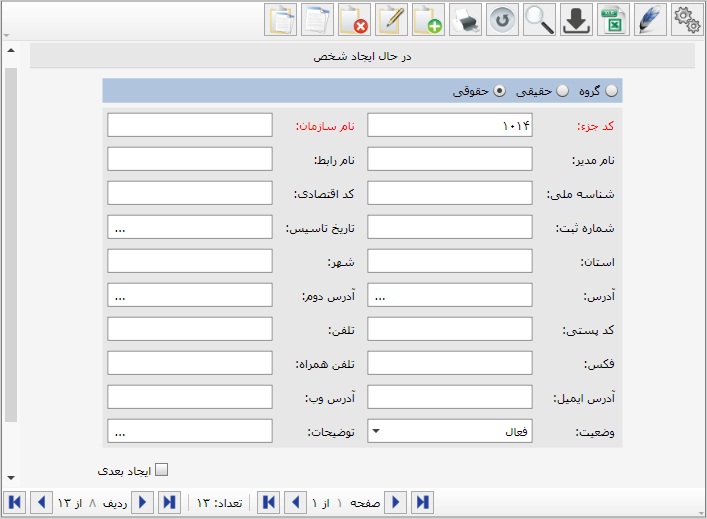 در حال ایجاد شخص
گروه حقیقی حقوقی
کد جزء: ۱۰۱۴ نام سازمان:
نام مدیر: نام رابط:
شناسه ملی: کد اقتصادی:
شماره ثبت: تاریخ تاسیس: ...
استان: شهر:
آدرس: ... آدرس دوم: ...
کد پستی: تلفن:
فکس: تلفن همراه:
آدرس ایمیل: آدرس وب:
وضعیت: فعال توضیحات: ...
ایجاد بعدی
صفحه ۱ از ۱ تعداد: ۱۳ ردیف ۸ از ۱۳